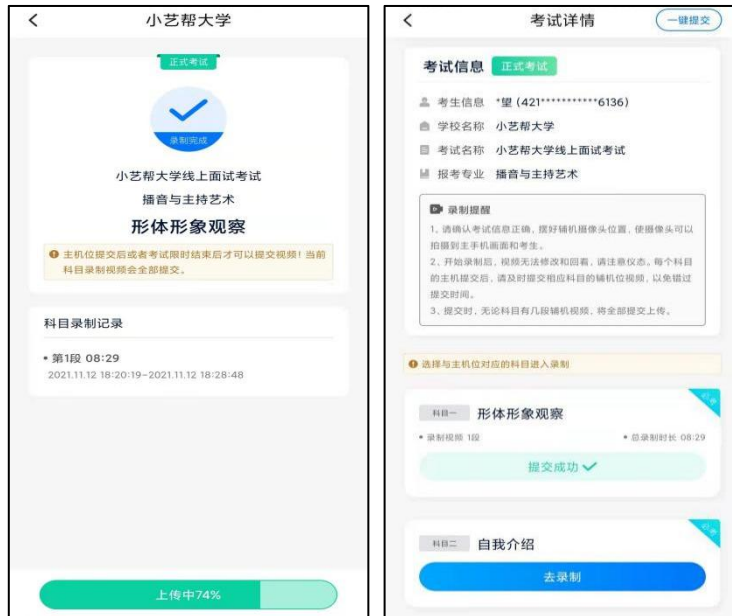 小艺帮大学
正式考试
录制完成
小艺帮大学线上面试考试
播音与主持艺术
形体形象观察
主机位提交后或者考试限时结束后才可以提交视频！当前
科目录制视频会全部提交。
科目录制记录
• 第1段 08:29
2021.11.12 18:20:19~2021.11.12 18:28:48
上传中74%
考试详情
一键提交
考试信息 正式考试
考生信息 *望 (421***********6136)
学校名称 小艺帮大学
考试名称 小艺帮大学线上面试考试
报考专业 播音与主持艺术
录制提醒
1、请确认考试信息正确，摆好辅机摄像头位置，使摄像头可以
拍摄到主手机画面和考生。
2、开始录制后，视频无法修改和回看，请注意仪态。每个科目
的主机提交后，请及时提交相应科目的辅机位视频，以免错过
提交时间。
3、提交时，无论科目有几段辅机视频，将全部提交上传。
选择与主机位对应的科目进入录制
必考
科目一 形体形象观察
• 录制视频 1段 • 总录制时长 08:29
提交成功
必考
科目二 自我介绍
去录制